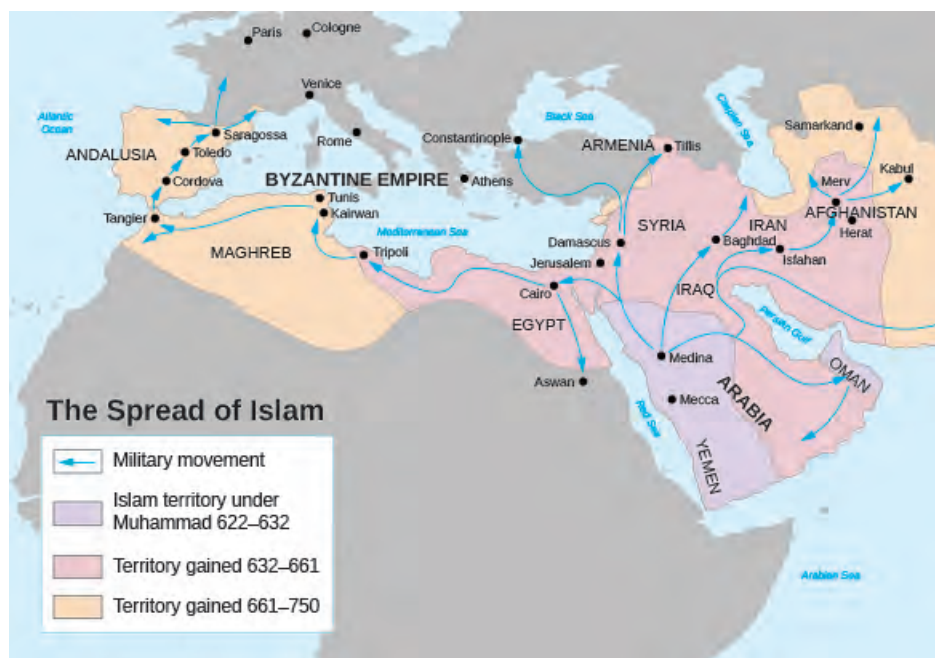 Paris
Cologne
Venice
Atlantic
Ocean
Saragossa
ANDALUSIA
Toledo
Cordova
Tangier
Rome
BYZANTINE EMPIRE
Tunis
Kairwan
MAGHREB
Mediterranean Sea
Tripoli
Athens
Constantinople
Black Sea
Caspian Sea
ARMENIA
Tillis
Samarkand
Merv
Kabul
AFGHANISTAN
Herat
IRAN
Isfahan
SYRIA
Damascus
Baghdad
Jerusalem
IRAQ
Cairo
EGYPT
Persian Gulf
Medina
OMAN
Aswan
Mecca
ARABIA
Red Sea
YEMEN
Arabian Sea
The Spread of Islam
Military movement
Islam territory under
Muhammad 622–632
Territory gained 632–661
Territory gained 661–750